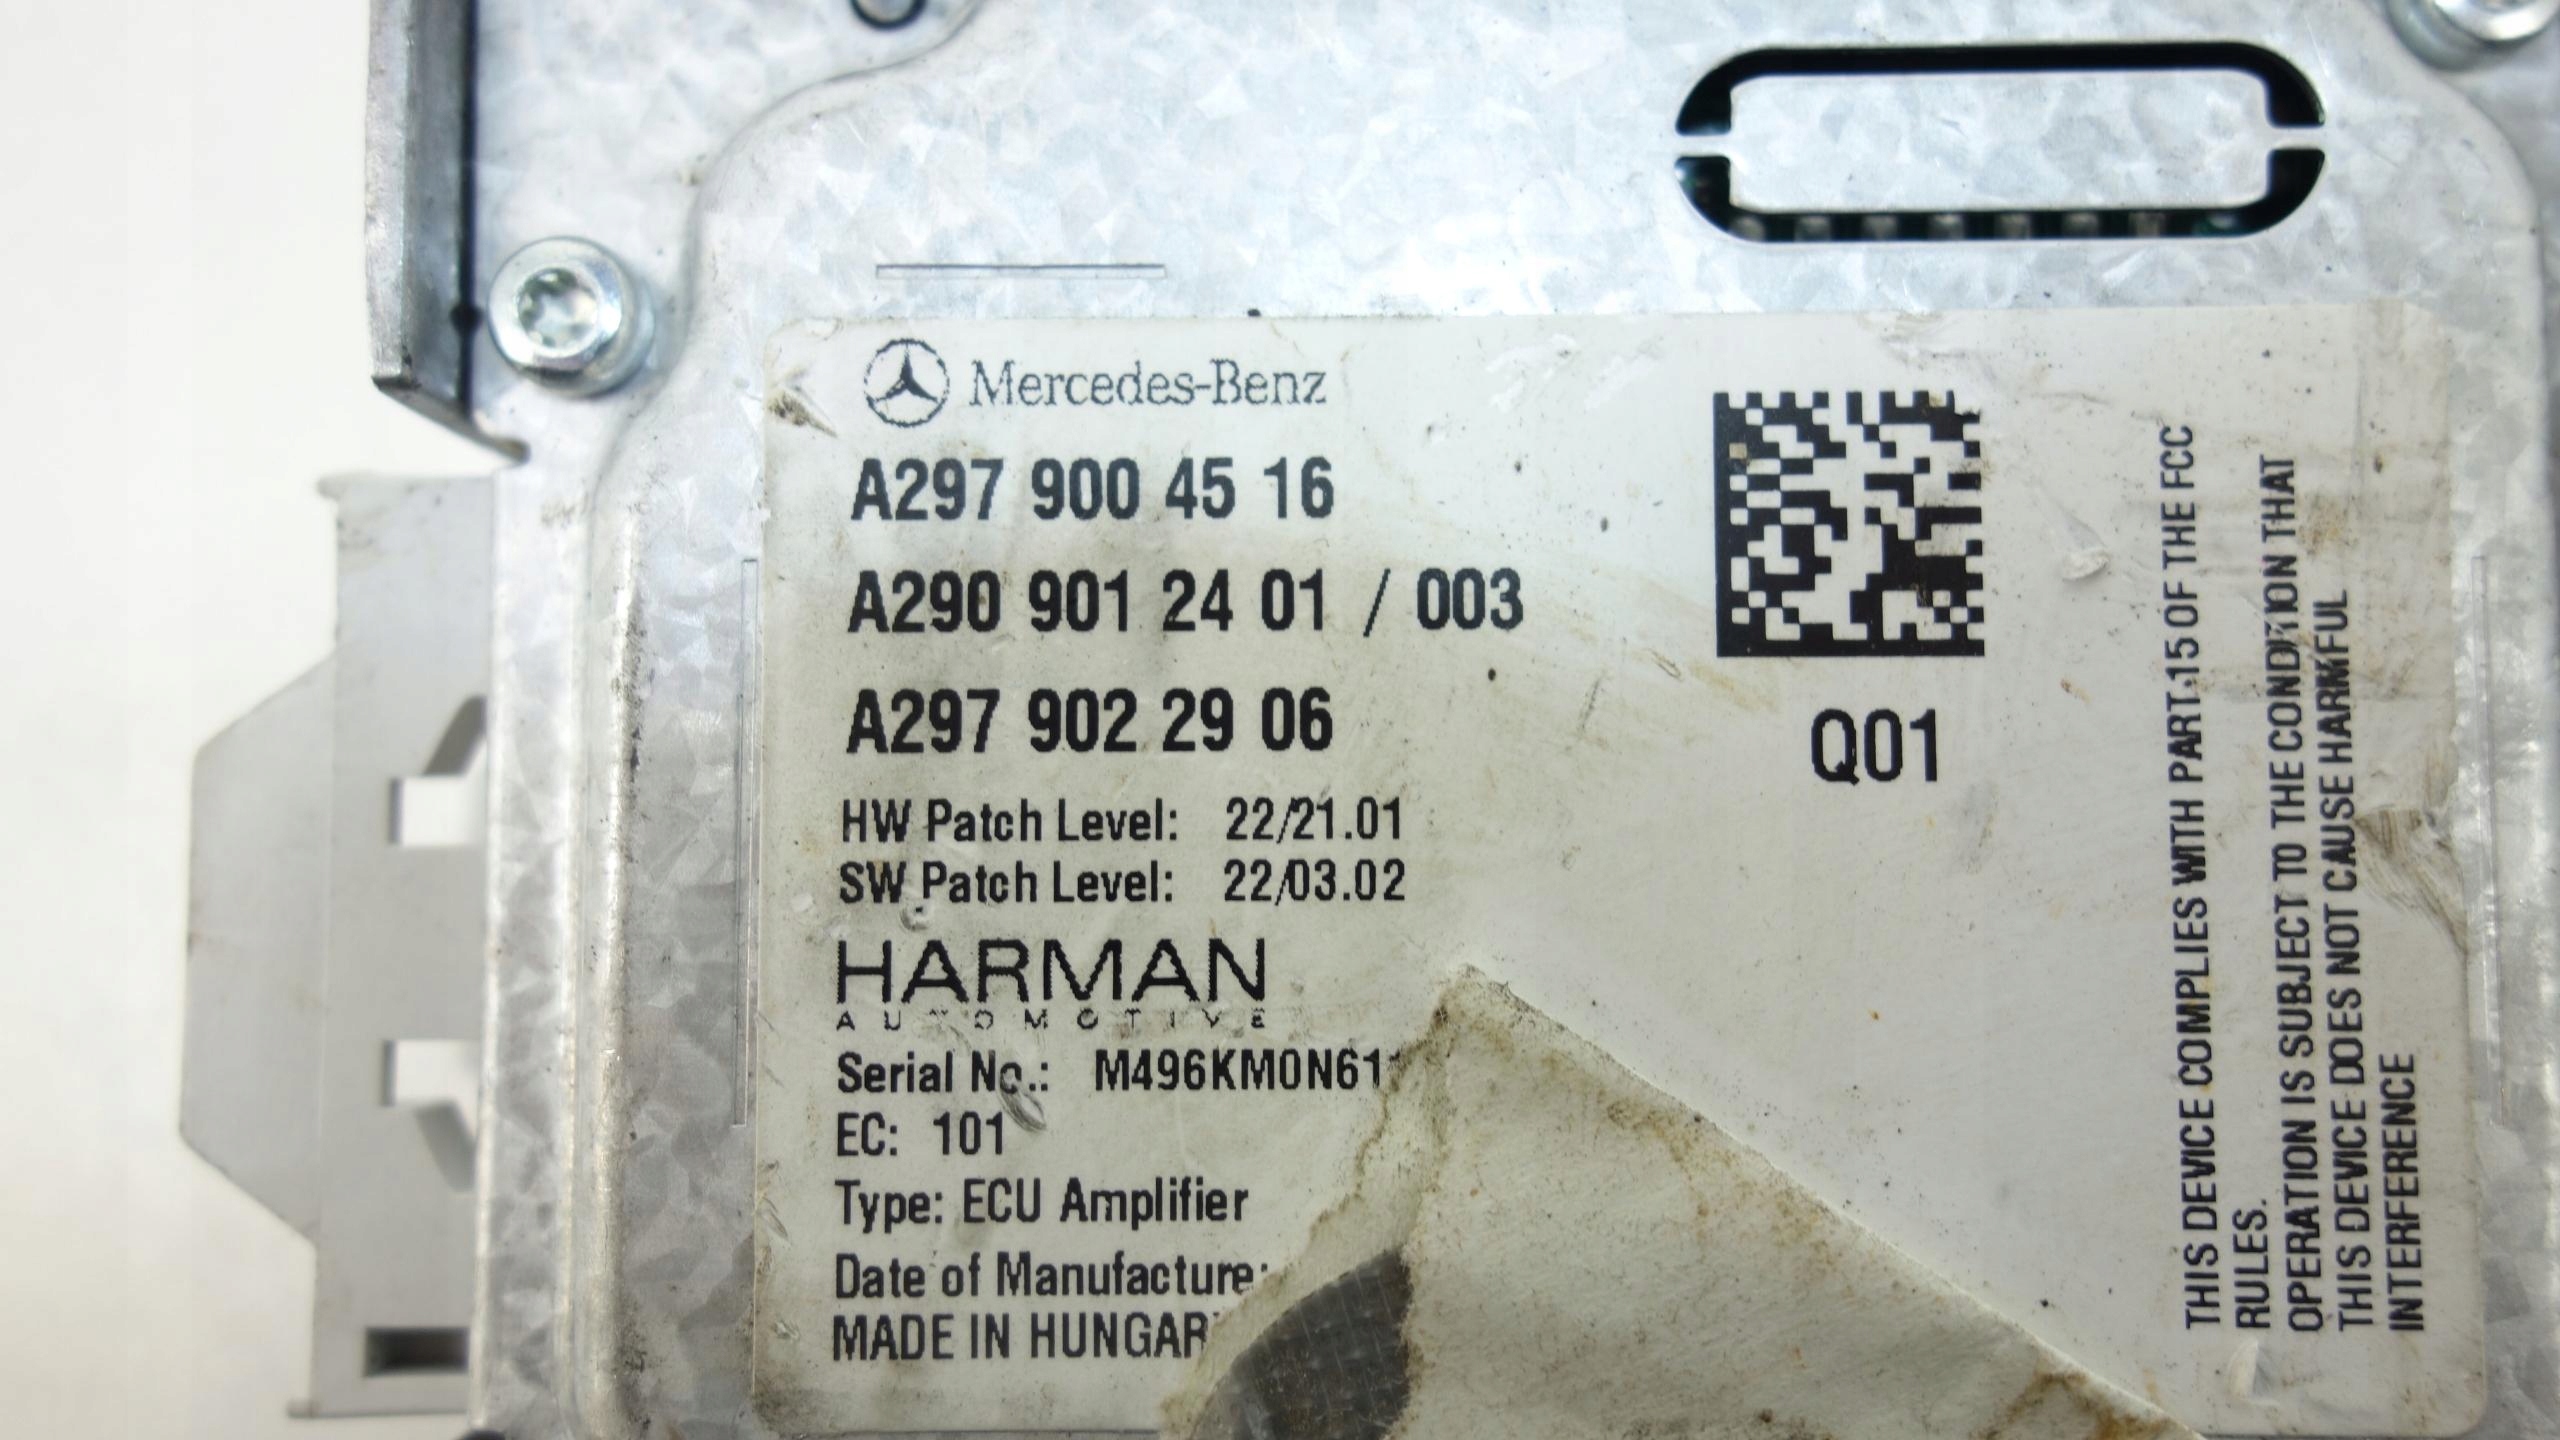 Mercedes-Benz
A297 900 45 16
A290 901 24 01 / 003
A297 902 29 06
HW Patch Level: 22/21.01
SW Patch Level: 22/03.02
HARMAN
AUTOMOTIVE
Serial No.:
EC: 101
Type: ECU Amplifier
Date of Manufacture:
MADE IN HUNGAR
Q01
THIS DEVICE COMPLIES WITH PART 15 OF THE FCC
RULES.
OPERATION IS SUBJECT TO THE CONDITION THAT
THIS DEVICE DOES NOT CAUSE HARMFUL
INTERFERENCE